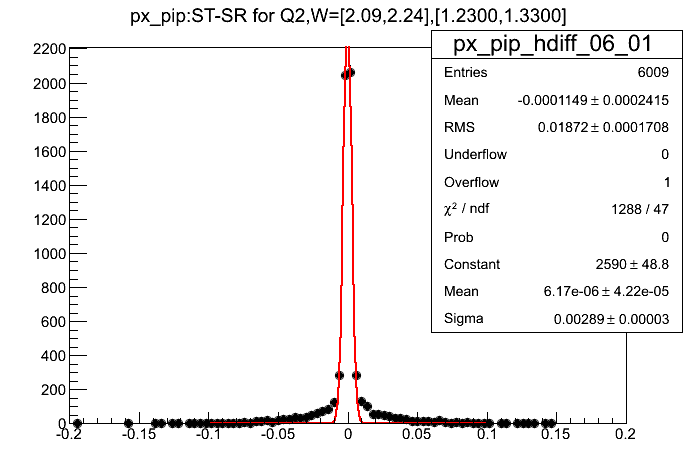 px_pip:ST-SR for Q2,W=[2.09,2.24],[1.2300,1.3300]
px_pip_hdiff_06_01
Entries 6009
Mean -0.0001149 ± 0.0002415
RMS 0.01872 ± 0.0001708
Underflow 0
Overflow 1
χ² / ndf 1288 / 47
Prob 0
Constant 2590 ± 48.8
Mean 6.17e-06 ± 4.22e-05
Sigma 0.00289 ± 0.00003
2200
2000
1800
1600
1400
1200
1000
800
600
400
200
0
-0.2 -0.15 -0.1 -0.05 0 0.05 0.1 0.15 0.2